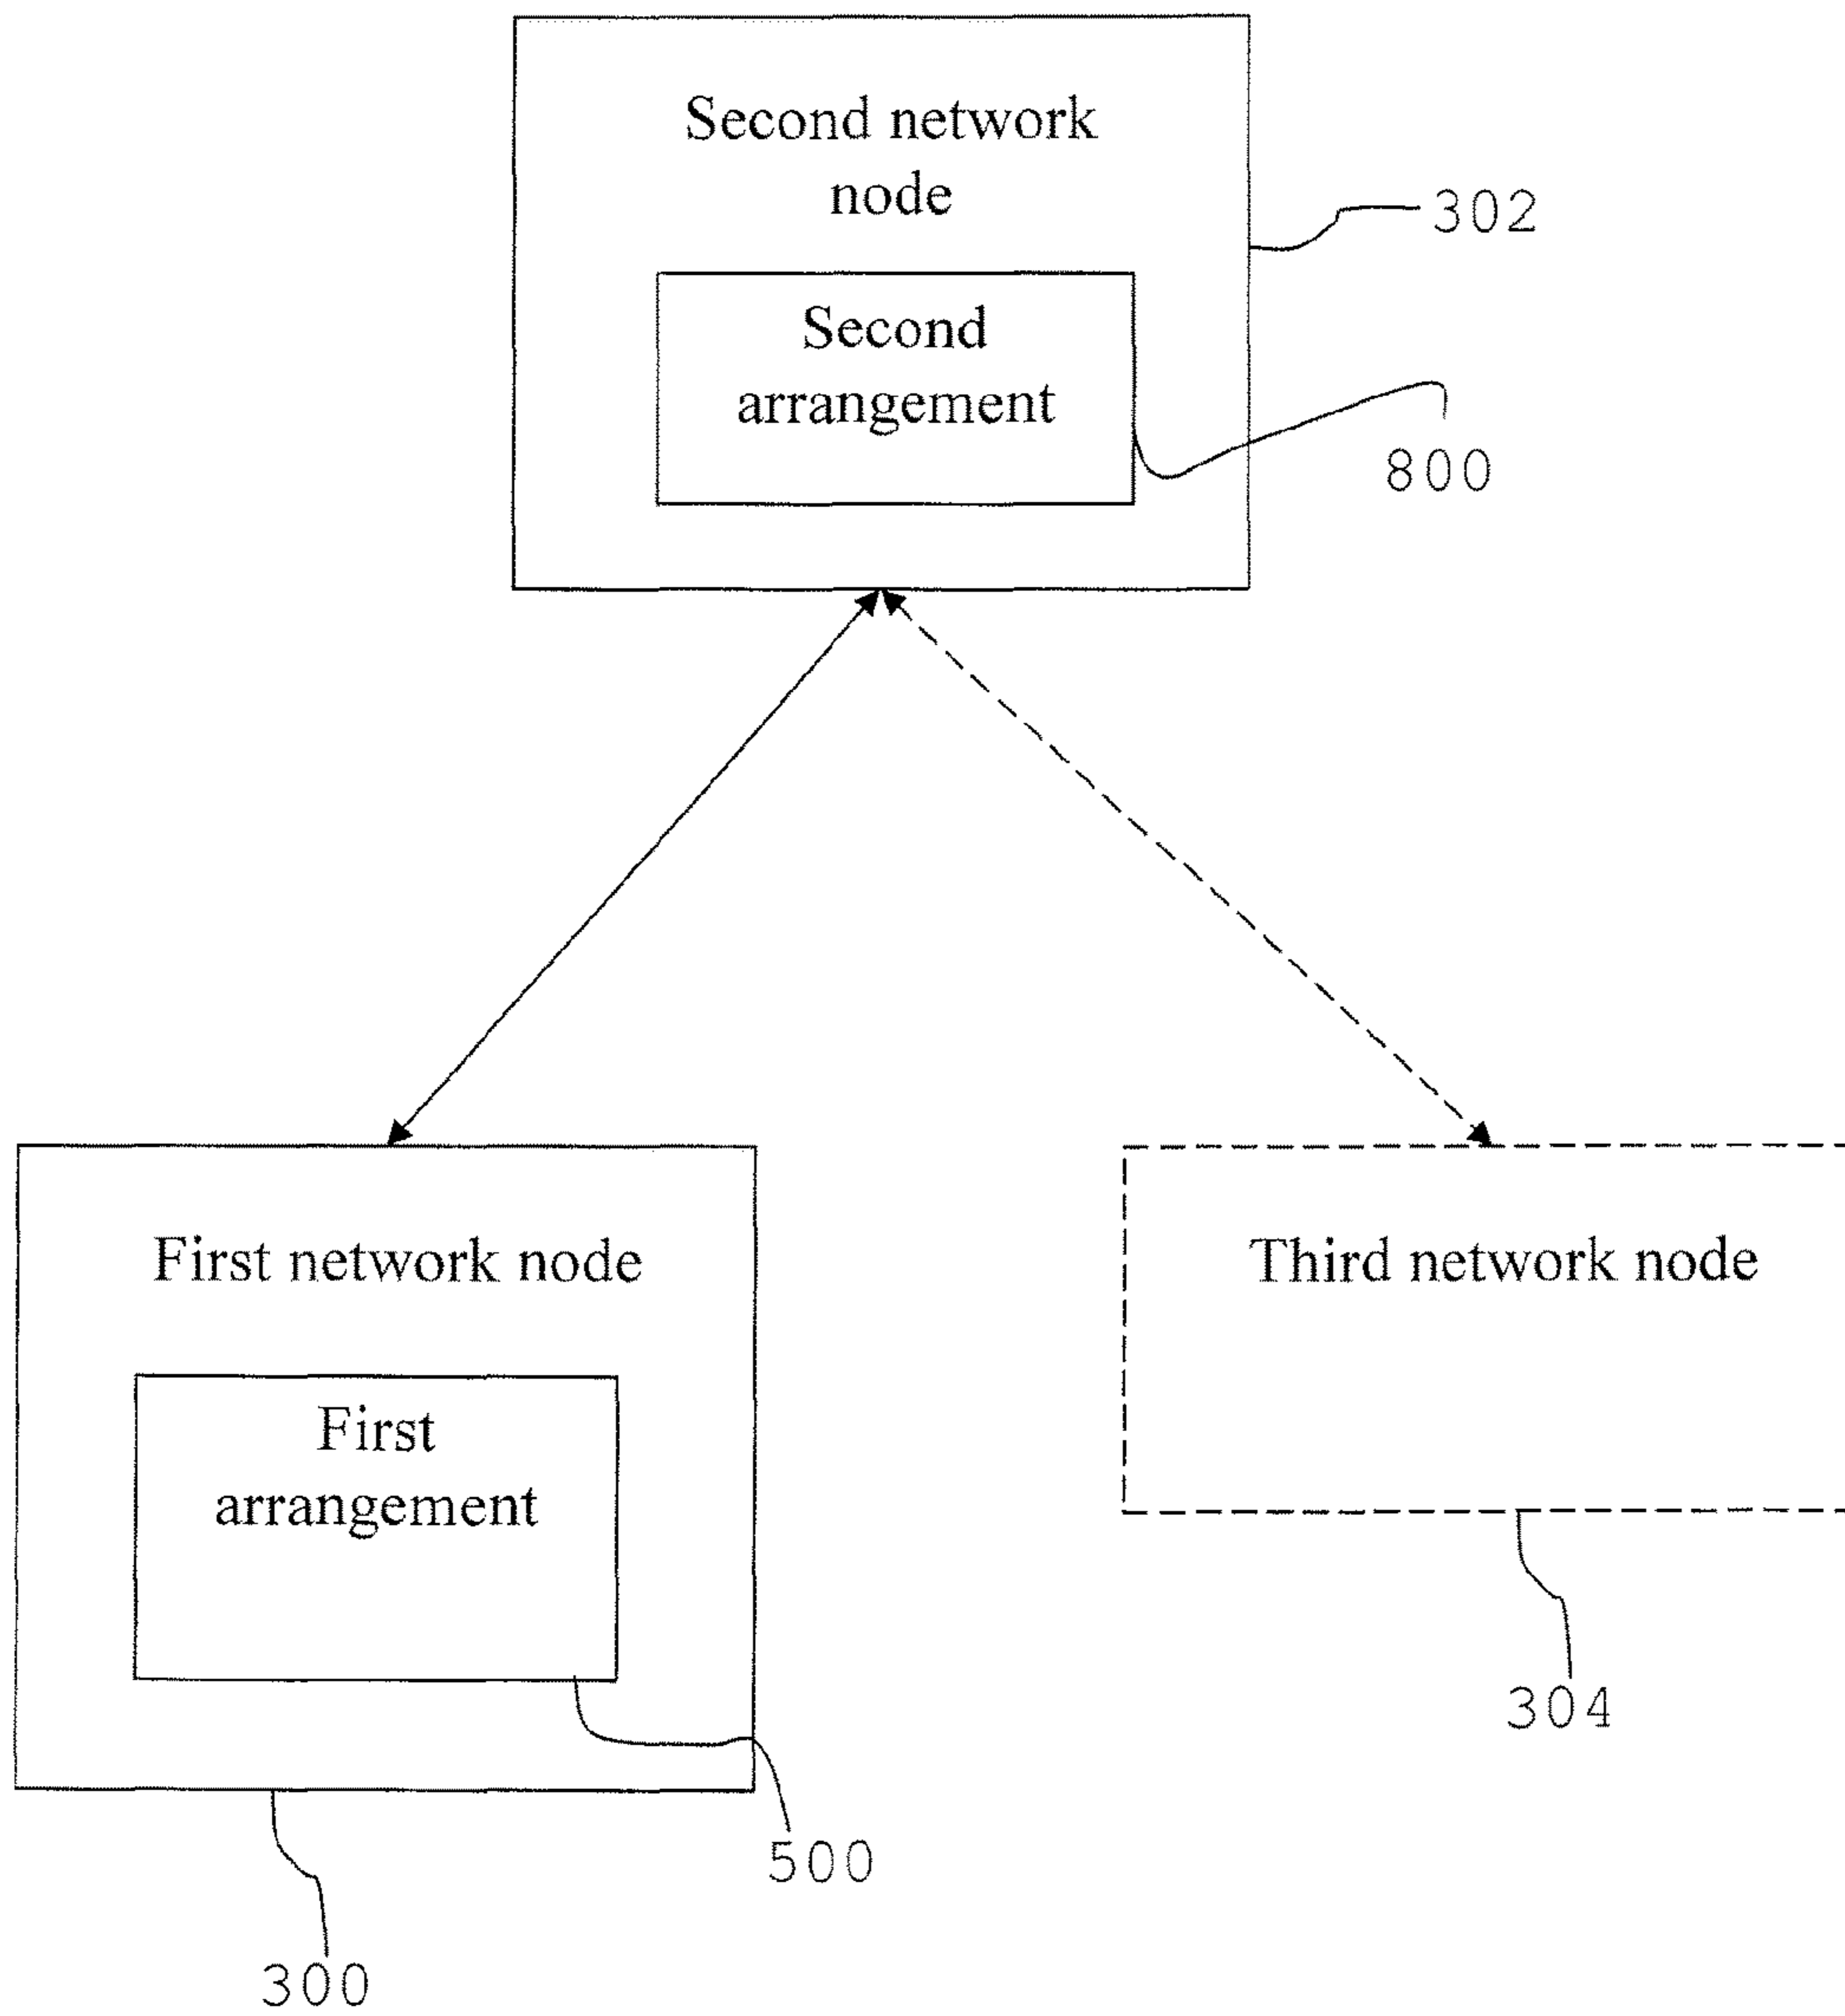 Second network
node
302
Second
arrangement
800
First network node
Third network node
First
arrangement
304
500
300